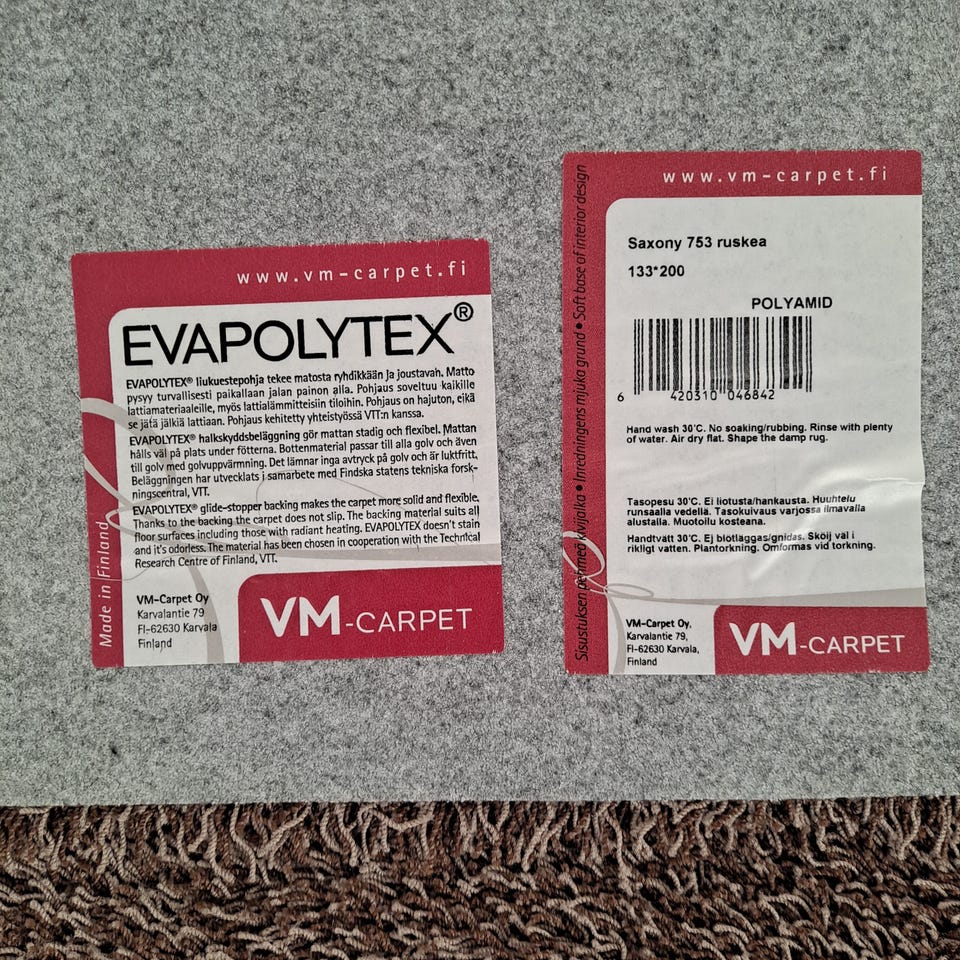 www.vm-carpet.fi
EVAPOLYTEX®
EVAPOLYTEX® liukuestepohja tekee matosta ryhdikkään ja joustavan. Matto
pysyy turvallisesti paikallaan jalan painon alla. Pohjaus soveltuu kaikille
lattiamateriaaleille, myös lattialämmitteisiin tiloihin. Pohjaus on hajuton, eikä
se jätä jälkiä lattiaan. Pohjaus kehitetty yhteistyössä VTT:n kanssa.
EVAPOLYTEX® halkskyddsbeläggning gör mattan stadig och flexibel. Mattan
hålls väl på plats under fötterna. Bottenmaterial passar till alla golv och även
till golv med golvuppvärmning. Det lämnar inga avtryck på golv och är luktfritt.
Beläggningen har utvecklats i samarbete med Findska statens tekniska forsk-
ningscentral, VTT.
EVAPOLYTEX® glide-stopper backing makes the carpet more solid and flexible.
Thanks to the backing the carpet does not slip. The backing material suits all
floor surfaces including those with radiant heating. EVAPOLYTEX doesn't stain
and it's odorless. The material has been chosen in cooperation with the Technical
Research Centre of Finland, VTT.
Made in Finland
VM-Carpet Oy
Karvalantie 79
FI-62630 Karvala
Finland
VM-CARPET
www.vm-carpet.fi
Sisustuksen pehmeä kivijalka • Inredningens mjuka grund • Soft base of interior design
Saxony 753 ruskea
133*200
POLYAMID
6 420310 046842
Hand wash 30'C. No soaking/rubbing. Rinse with plenty
of water. Air dry flat. Shape the damp rug.
Tasopesu 30'C. Ei liotusta/hankausta. Huuhtelu
runsaalla vedellä. Tasokuivaus varjossa ilmavalla
alustalla. Muotoilu kosteana.
Handtvätt 30'C. Ej blötläggas/gnidas. Skölj väl i
rikligt vatten. Plantorkning. Omformas vid torkning.
VM-Carpet Oy,
Karvalantie 79,
FI-62630 Karvala,
Finland
VM-CARPET